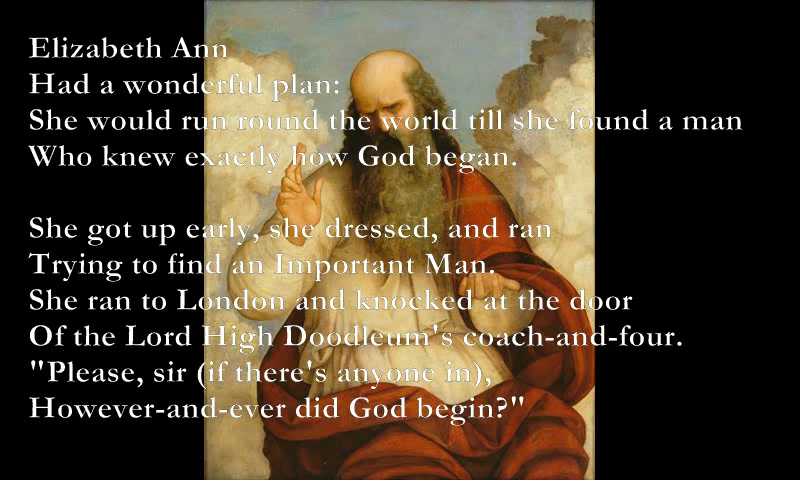 Elizabeth Ann
Had a wonderful plan:
She would run round the world till she found a man
Who knew exactly how God began.
She got up early, she dressed, and ran
Trying to find an Important Man.
She ran to London and knocked at the door
Of the Lord High Doodleum's coach-and-four.
"Please, sir (if there's anyone in),
However-and-ever did God begin?"